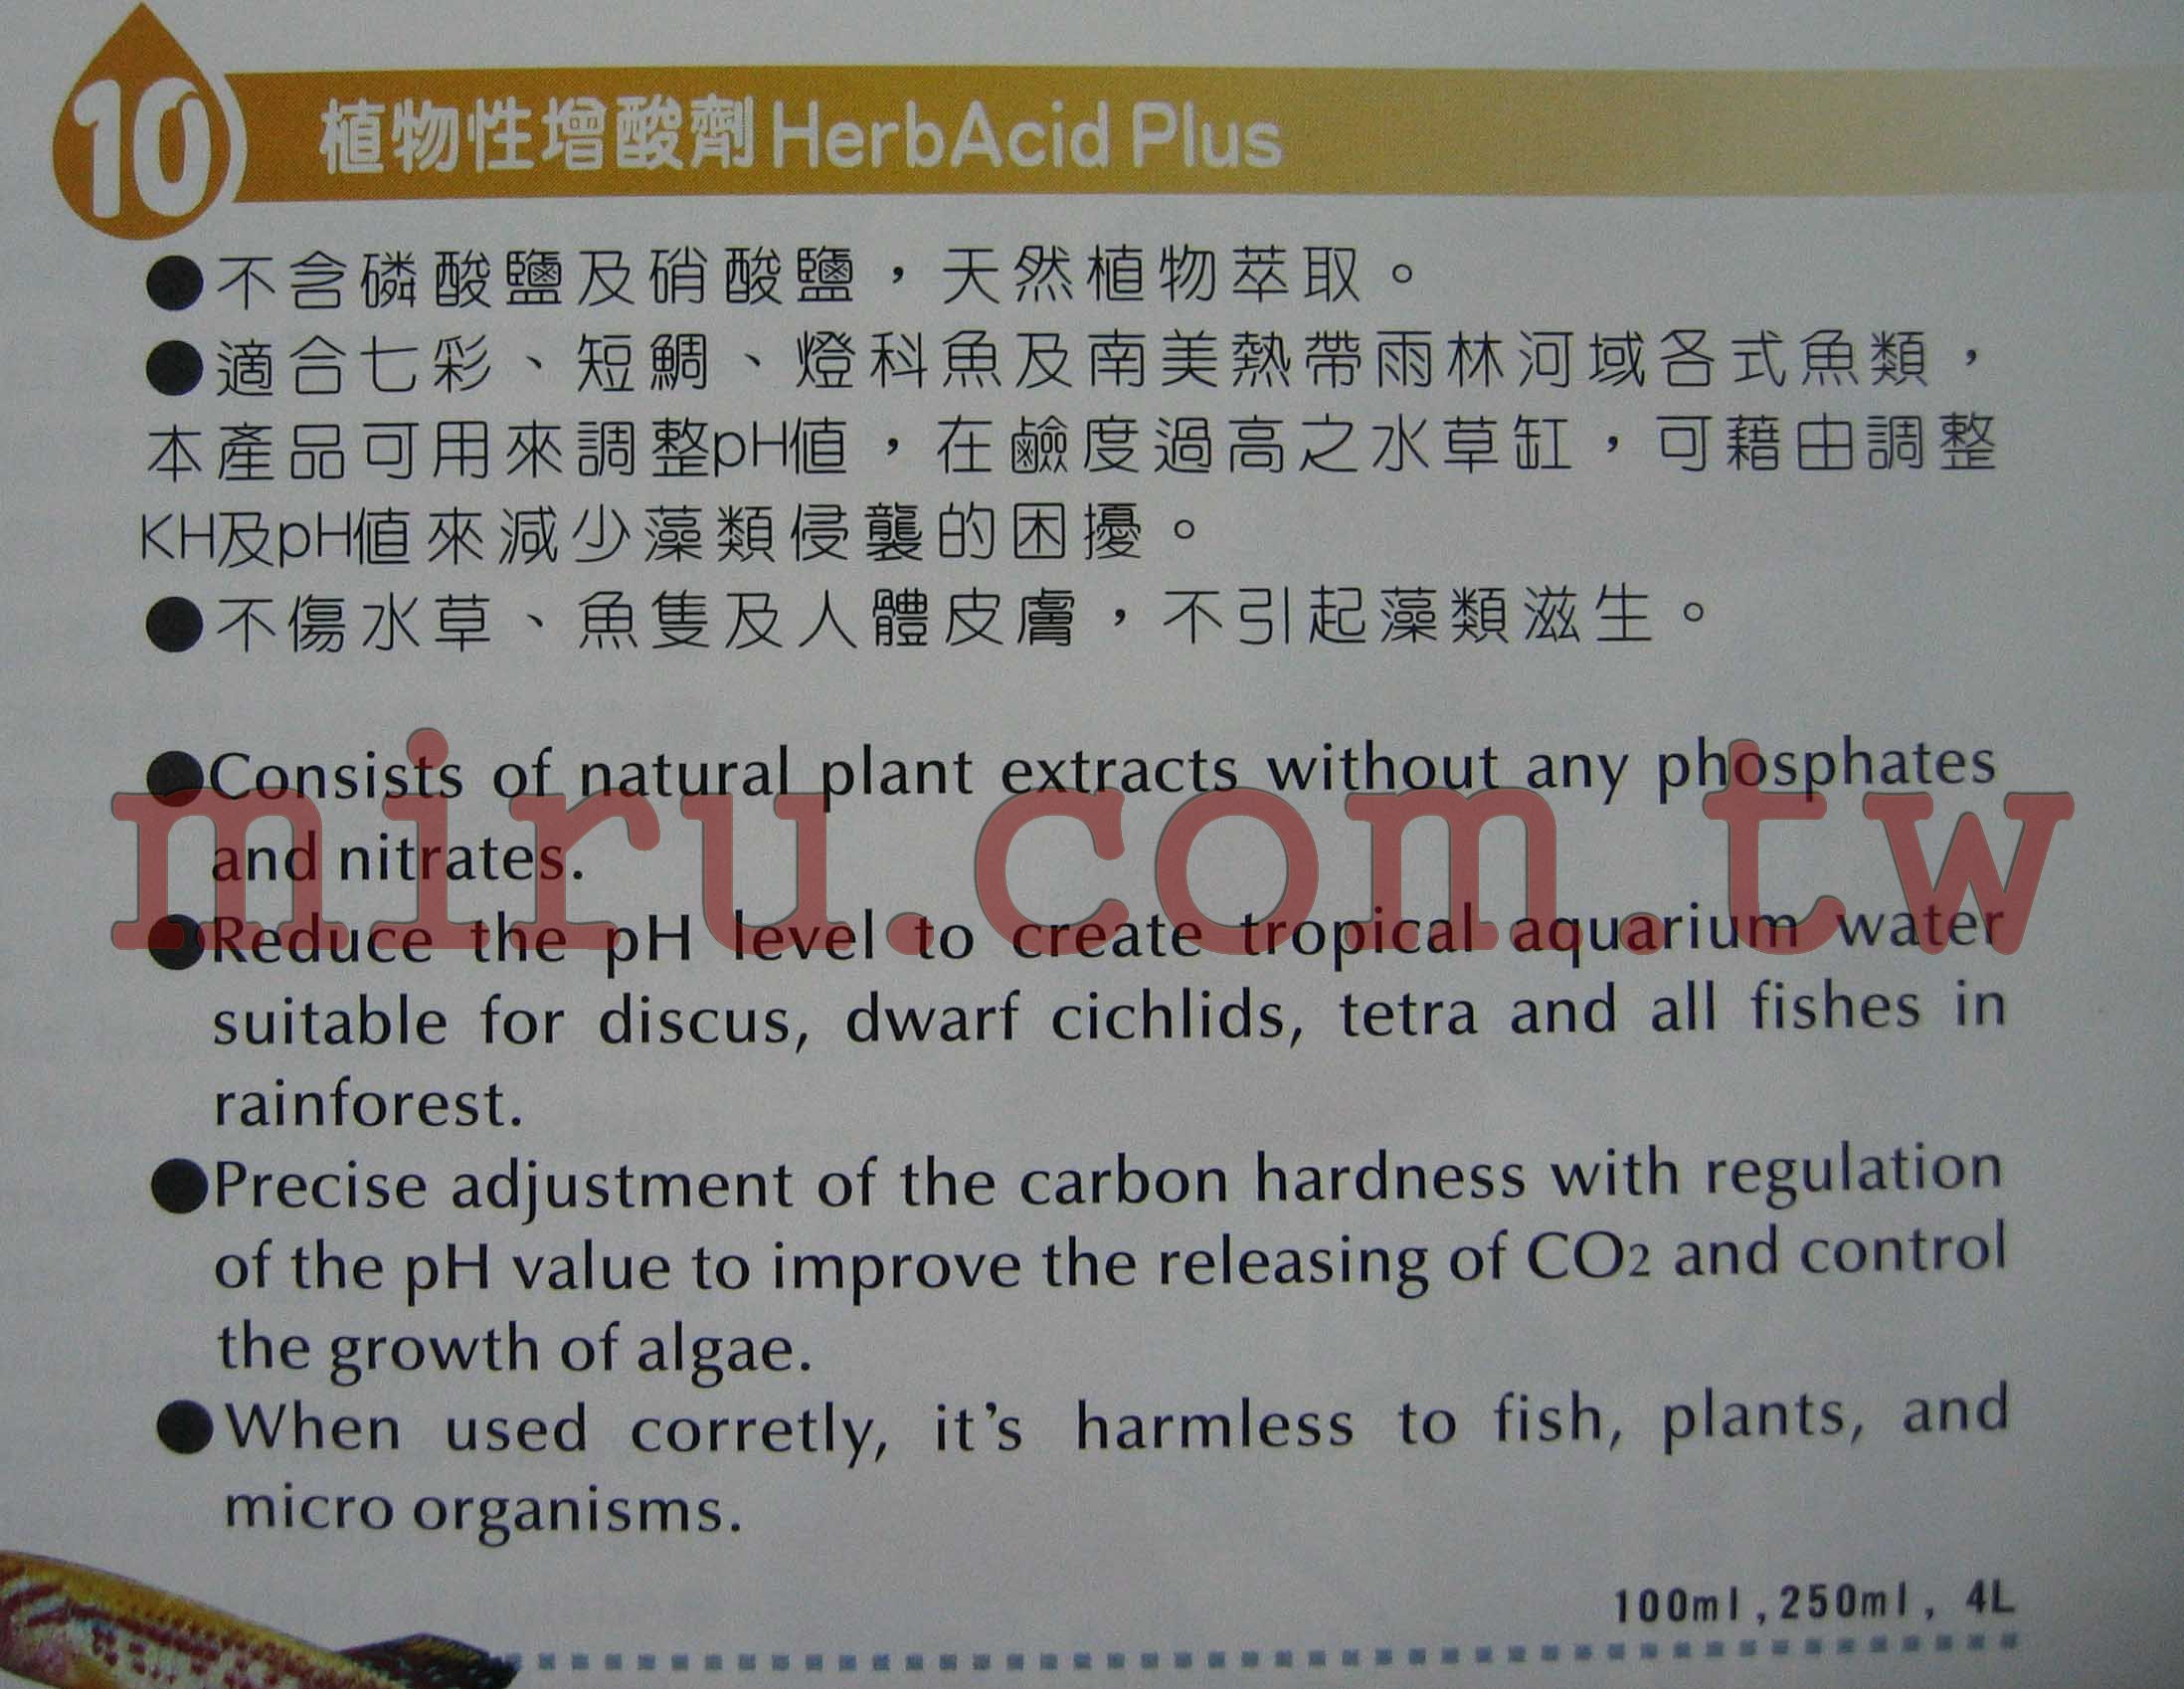 10
植物性增酸劑 HerbAcid Plus
●不含磷酸鹽及硝酸鹽，天然植物萃取。
●適合七彩、短鯛、燈科魚及南美熱帶雨林河域各式魚類，
本產品可用來調整pH值，在鹼度過高之水草缸，可藉由調整
KH及pH值來減少藻類侵襲的困擾。
●不傷水草、魚隻及人體皮膚，不引起藻類滋生。
●Consists of natural plant extracts without any phosphates
and nitrates.
miru.com.tw
●Reduce the pH level to create tropical aquarium water
suitable for discus, dwarf cichlids, tetra and all fishes in
rainforest.
●Precise adjustment of the carbon hardness with regulation
of the pH value to improve the releasing of CO2 and control
the growth of algae.
●When used corretly, it's harmless to fish, plants, and
micro organisms.
100ml,250ml, 4L